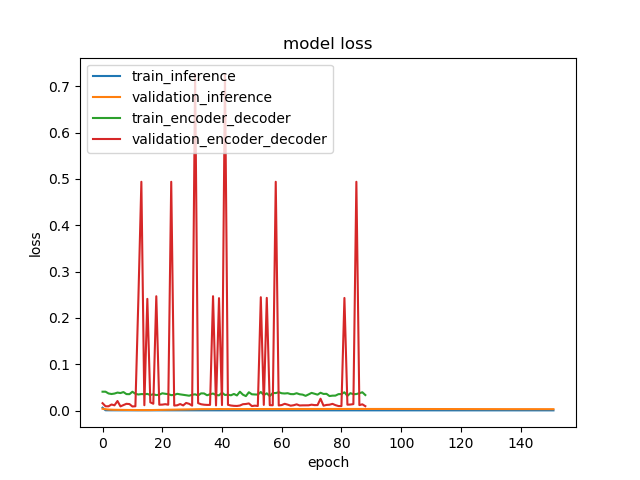 model loss
train_inference
validation_inference
train_encoder_decoder
validation_encoder_decoder
0.7
0.6
0.5
0.4
0.3
0.2
0.1
0.0
loss
0 20 40 60 80 100 120 140
epoch